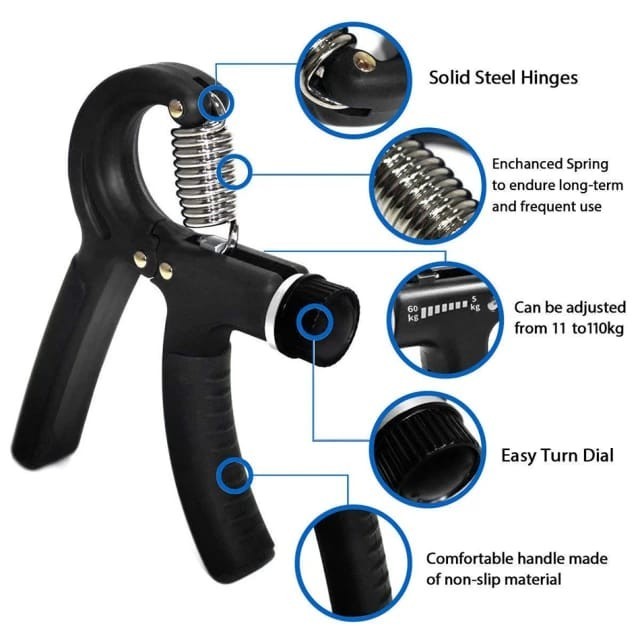 Solid Steel Hinges
Enchanced Spring
to endure long-term
and frequent use
60
kg
5
kg
Can be adjusted
from 11 to110kg
Easy Turn Dial
Comfortable handle made
of non-slip material